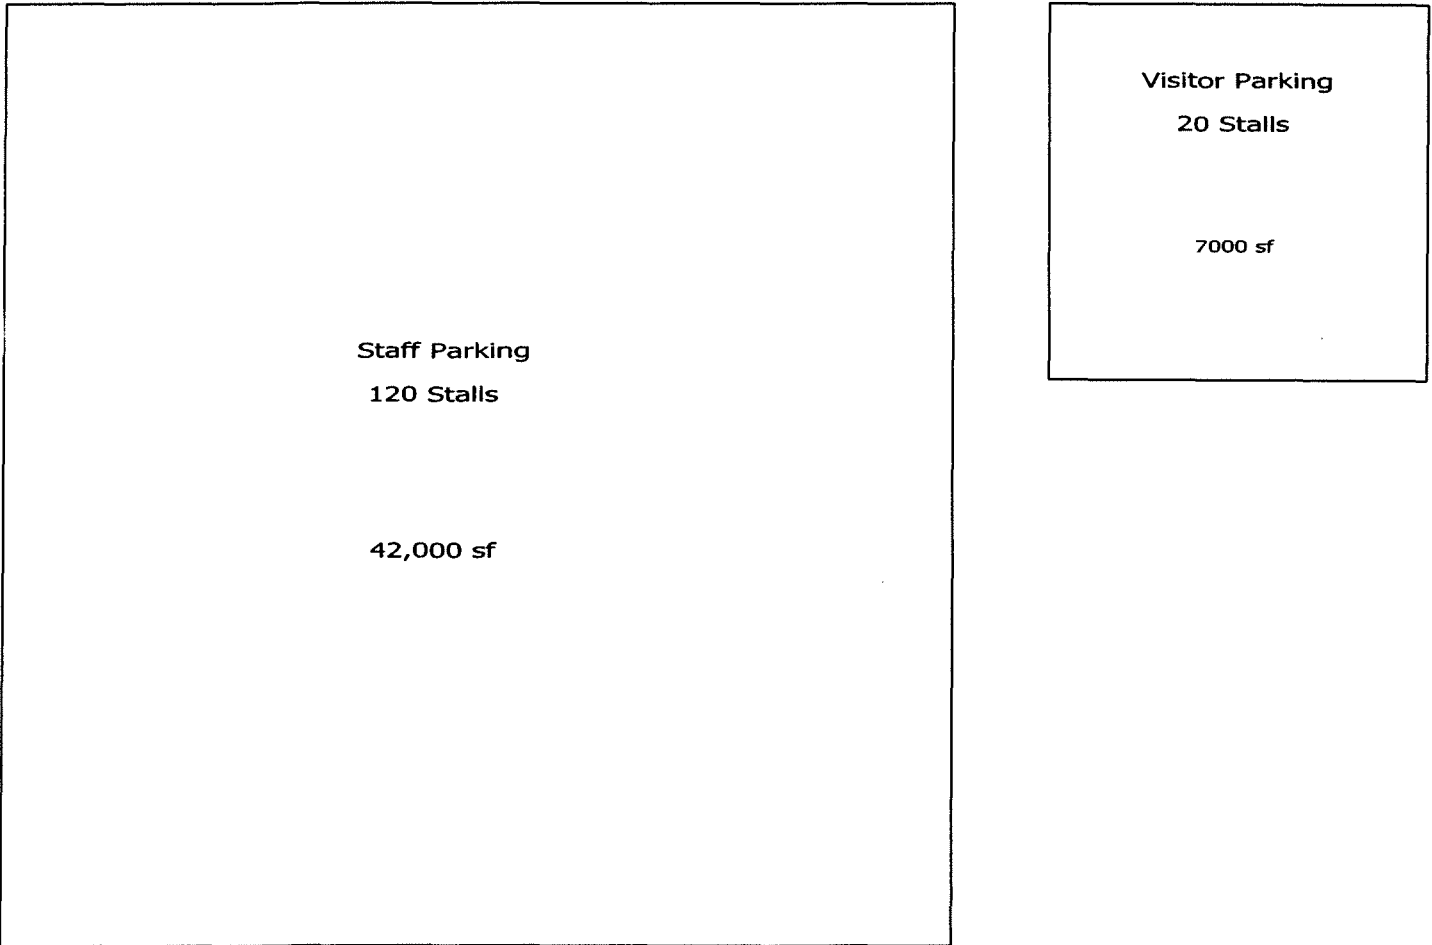 Visitor Parking
20 Stalls
7000 sf
Staff Parking
120 Stalls
42,000 sf